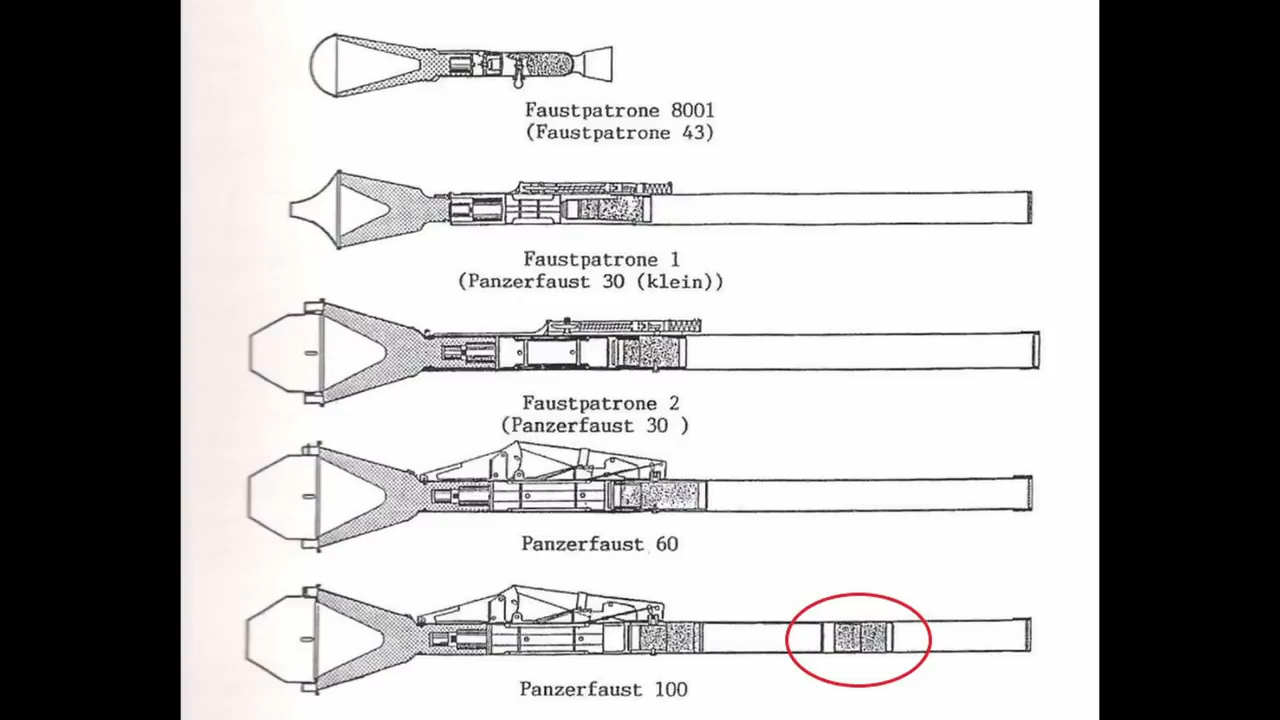 Faustpatrone 8001
(Faustpatrone 43)
Faustpatrone 1
(Panzerfaust 30 (klein))
Faustpatrone 2
(Panzerfaust 30 )
Panzerfaust 60
Panzerfaust 100